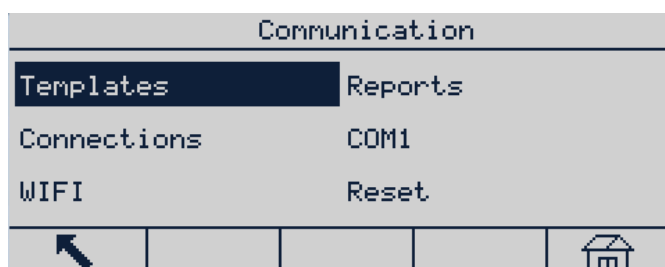 Communication
Templates
Reports
Connections
COM1
WIFI
Reset